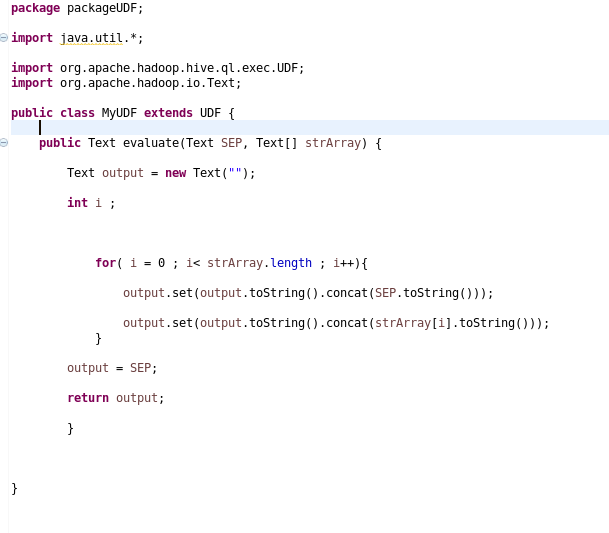 package packageUDF;
import java.util.*;
import org.apache.hadoop.hive.ql.exec.UDF;
import org.apache.hadoop.io.Text;
public class MyUDF extends UDF {
public Text evaluate(Text SEP, Text[] strArray) {
Text output = new Text("");
int i ;
for( i = 0 ; i< strArray.length ; i++){
output.set(output.toString().concat(SEP.toString()));
output.set(output.toString().concat(strArray[i].toString()));
}
output = SEP;
return output;
}
}